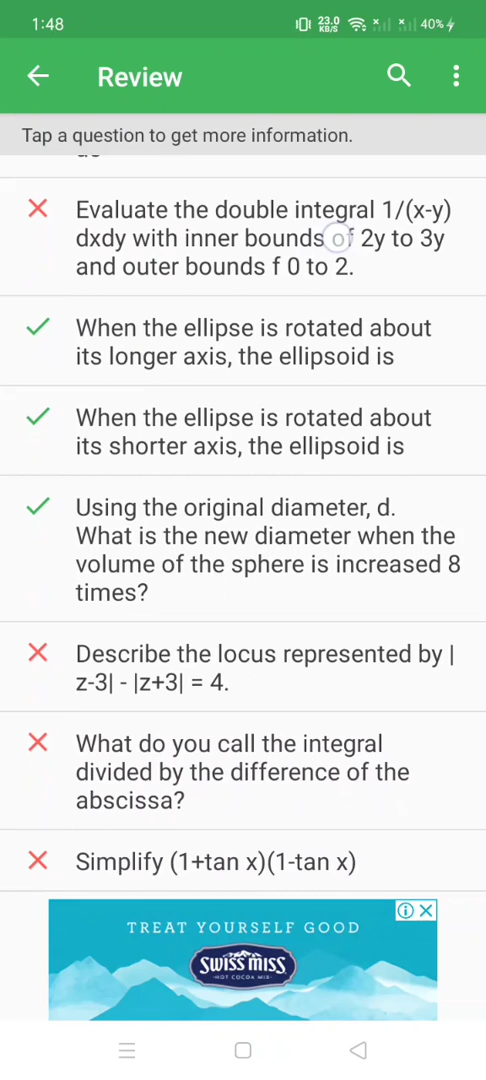 1:48
23.0
KB/S
40%
Review
Tap a question to get more information.
Evaluate the double integral 1/(x-y)
dxdy with inner bounds of 2y to 3y
and outer bounds f 0 to 2.
When the ellipse is rotated about
its longer axis, the ellipsoid is
When the ellipse is rotated about
its shorter axis, the ellipsoid is
Using the original diameter, d.
What is the new diameter when the
volume of the sphere is increased 8
times?
Describe the locus represented by |
z-3| - |z+3| = 4.
What do you call the integral
divided by the difference of the
abscissa?
Simplify (1+tan x)(1-tan x)
TREAT YOURSELF GOOD
SWISS MISS
HOT COCOA MIX